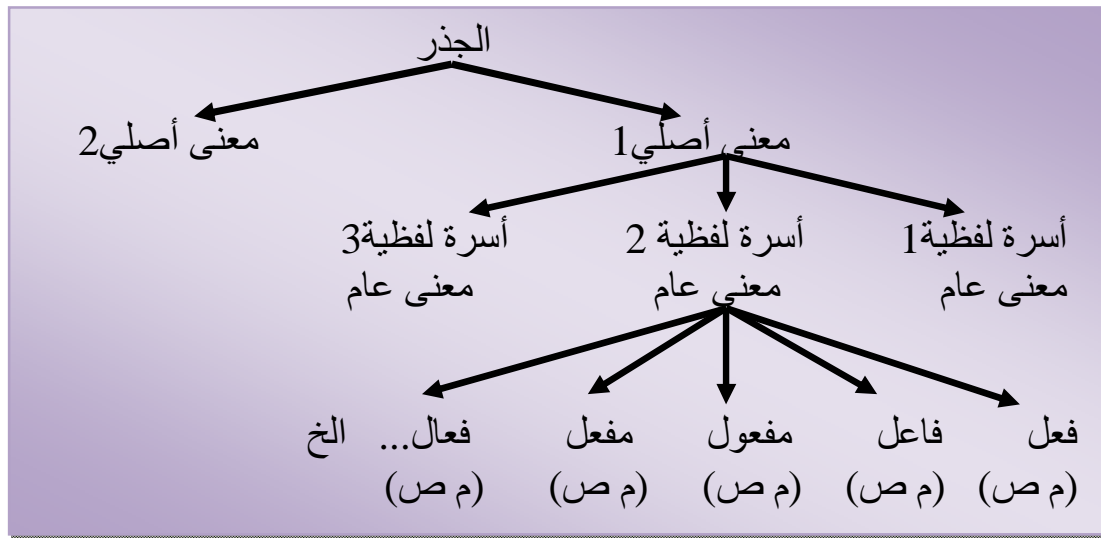 الجذر
معنى أصلي1 معنى أصلي2
أسرة لفظية1 أسرة لفظية 2 أسرة لفظية3
معنى عام معنى عام معنى عام
فعل فاعل مفعول مفعل فعال... الخ
(م ص) (م ص) (م ص) (م ص) (م ص)